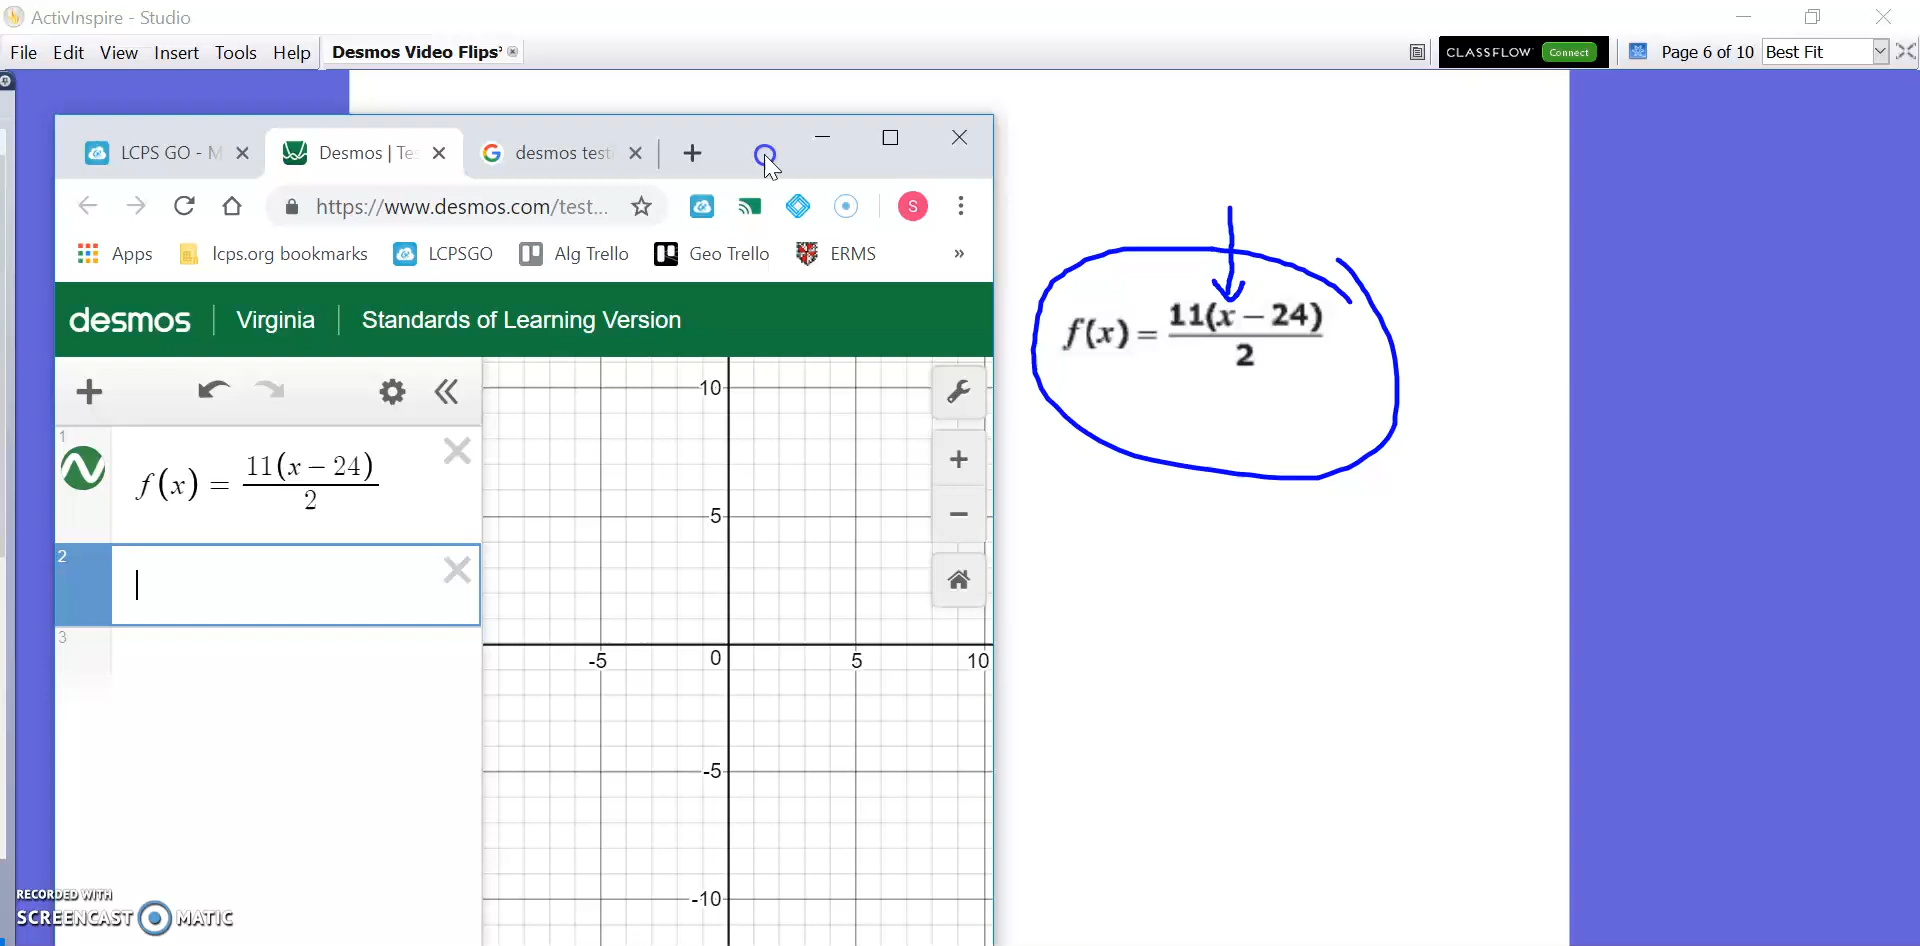 ActivInspire - Studio
File Edit View Insert Tools Help Desmos Video Flips*
CLASSFLOW Connect Page 6 of 10 Best Fit
LCPS GO - M Desmos | Tes desmos testi
https://www.desmos.com/test...
Apps lcps.org bookmarks LCPSGO Alg Trello Geo Trello ERMS »
desmos Virginia Standards of Learning Version
1
f(x) = 11(x − 24) / 2
2
3
10
5
-5 0 5 10
-5
-10
f(x) = 11(x − 24) / 2
S
RECORDED WITH
SCREENCAST MATIC